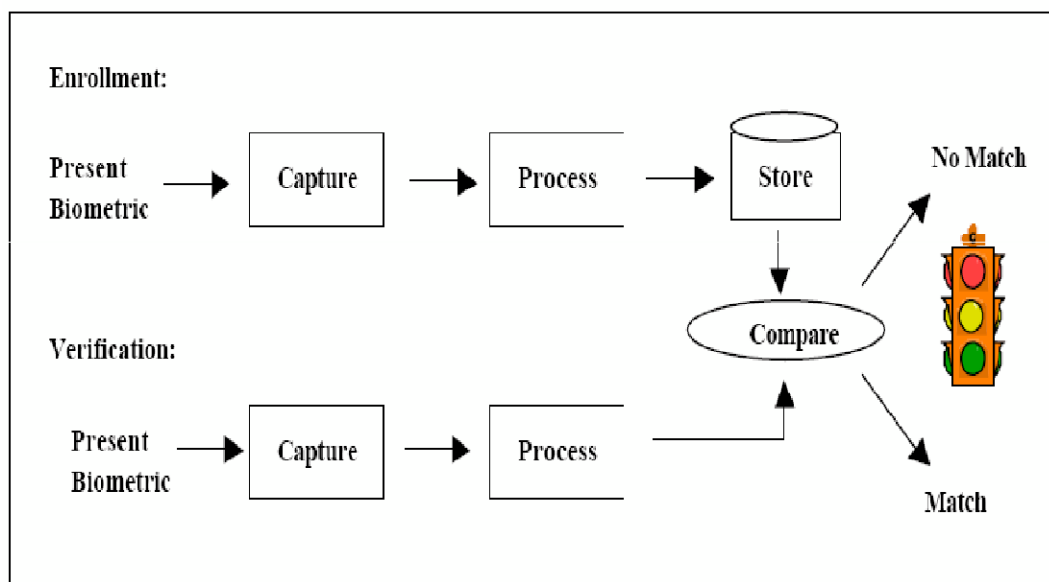 Enrollment:
Present
Biometric
Capture
Process
Store
No Match
Compare
Verification:
Present
Biometric
Capture
Process
Match